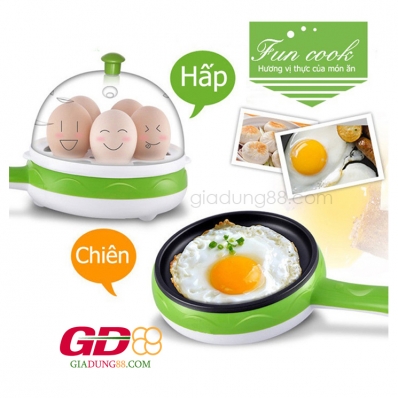 Fun cook
Hương vị thực của món ăn
Hấp
giadung88.com
Chiên
GD88
GIADUNG88.COM